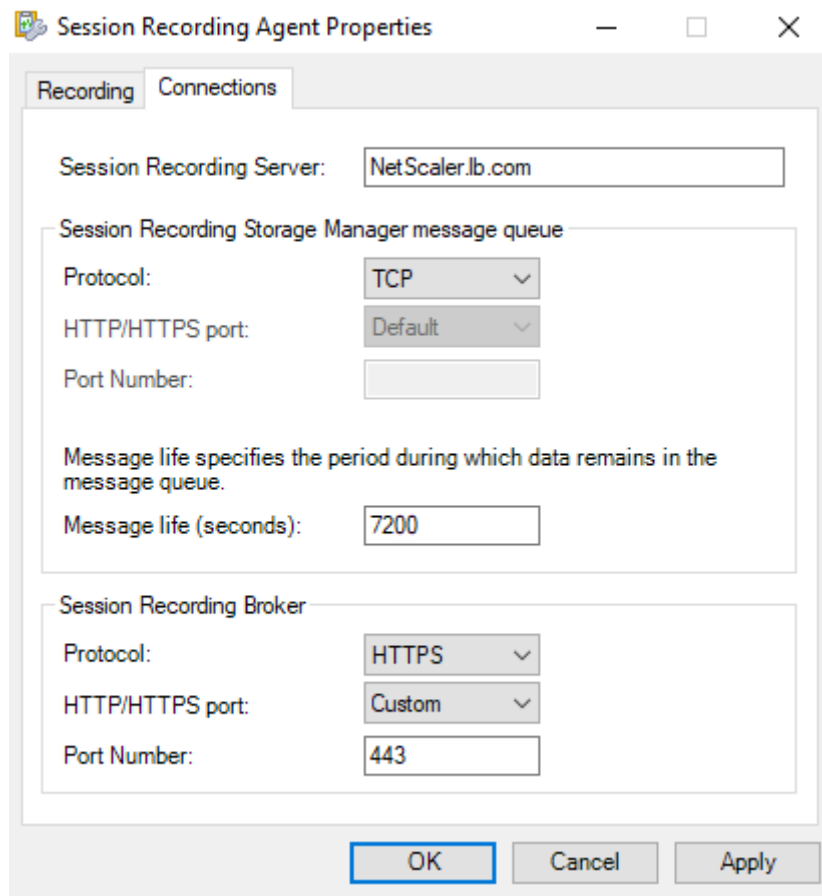 Session Recording Agent Properties
Recording
Connections
Session Recording Server:
NetScaler.lb.com
Session Recording Storage Manager message queue
Protocol:
TCP
HTTP/HTTPS port:
Default
Port Number:
Message life specifies the period during which data remains in the
message queue.
Message life (seconds):
7200
Session Recording Broker
Protocol:
HTTPS
HTTP/HTTPS port:
Custom
Port Number:
443
OK
Cancel
Apply